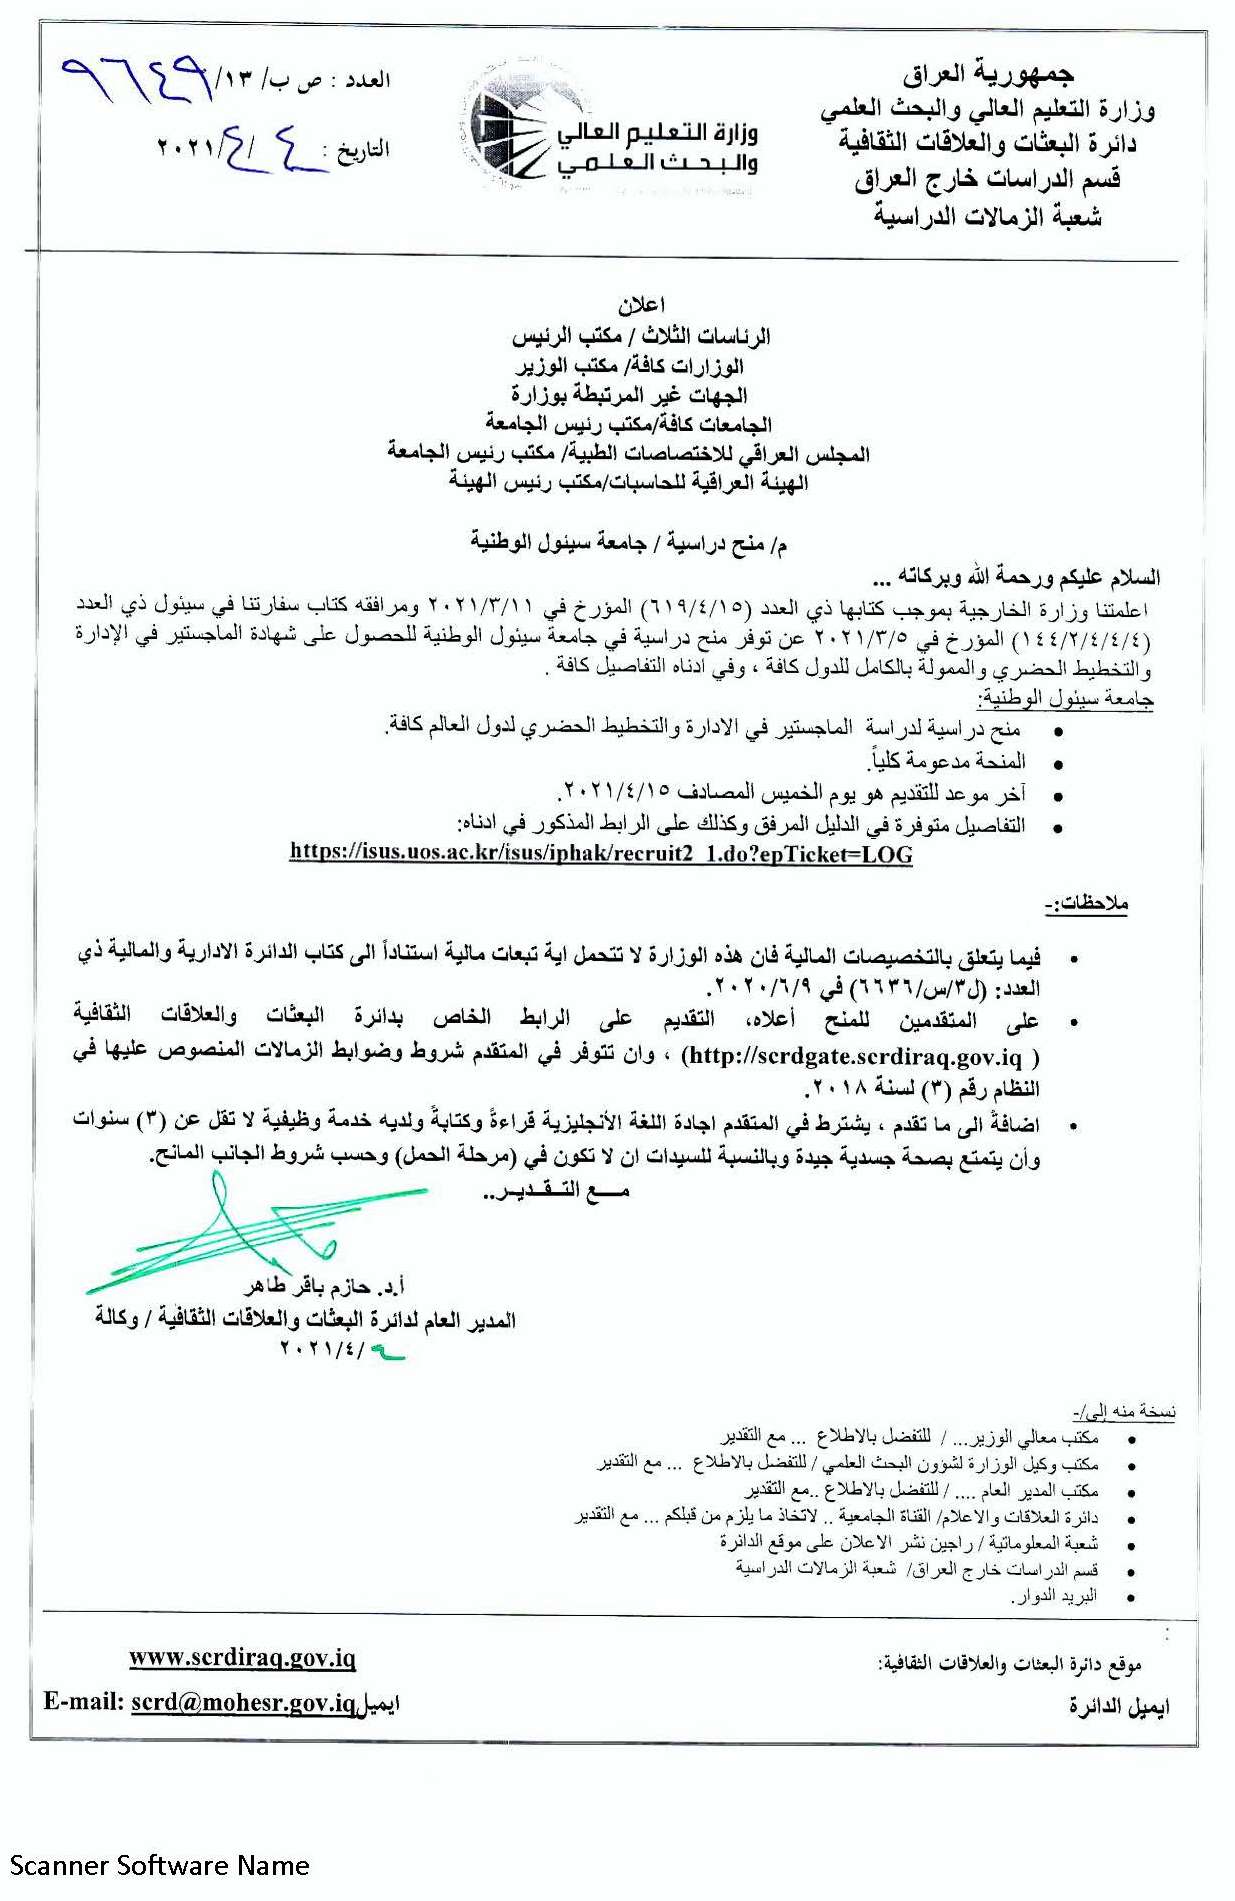 جمهورية العراق
وزارة التعليم العالي والبحث العلمي
دائرة البعثات والعلاقات الثقافية
قسم الدراسات خارج العراق
شعبة الزمالات الدراسية
وزارة التعليم العالي
والبحث العلمي
العدد : ص ب/ ١٣/ ٩٦٤٩
التاريخ : ٤ /٤ /٢٠٢١
اعلان
الرئاسات الثلاث / مكتب الرئيس
الوزارات كافة/ مكتب الوزير
الجهات غير المرتبطة بوزارة
الجامعات كافة/مكتب رئيس الجامعة
المجلس العراقي للاختصاصات الطبية/ مكتب رئيس الجامعة
الهيئة العراقية للحاسبات/مكتب رئيس الهيئة
م/ منح دراسية / جامعة سيئول الوطنية
السلام عليكم ورحمة الله وبركاته ...
اعلمتنا وزارة الخارجية بموجب كتابها ذي العدد (٦١٩/٤/١٥) المؤرخ في ٢٠٢١/٣/١١ ومرافقه كتاب سفارتنا في سيئول ذي العدد
(١٤٤/٢/٤/٤/٤) المؤرخ في ٢٠٢١/٣/٥ عن توفر منح دراسية في جامعة سيئول الوطنية للحصول على شهادة الماجستير في الإدارة
والتخطيط الحضري والممولة بالكامل للدول كافة ، وفي ادناه التفاصيل كافة .
جامعة سيئول الوطنية:
• منح دراسية لدراسة الماجستير في الادارة والتخطيط الحضري لدول العالم كافة.
• المنحة مدعومة كلياً.
• آخر موعد للتقديم هو يوم الخميس المصادف ٢٠٢١/٤/١٥.
• التفاصيل متوفرة في الدليل المرفق وكذلك على الرابط المذكور في ادناه:
https://isus.uos.ac.kr/isus/iphak/recruit2_1.do?epTicket=LOG
ملاحظات:-
• فيما يتعلق بالتخصيصات المالية فان هذه الوزارة لا تتحمل اية تبعات مالية استناداً الى كتاب الدائرة الادارية والمالية ذي
العدد: (ل٣/س/٦٦٣٦) في ٢٠٢٠/٦/٩.
• على المتقدمين للمنح أعلاه، التقديم على الرابط الخاص بدائرة البعثات والعلاقات الثقافية
(http://scrdgate.scrdiraq.gov.iq ) ، وان تتوفر في المتقدم شروط وضوابط الزمالات المنصوص عليها في
النظام رقم (٣) لسنة ٢٠١٨.
• اضافةً الى ما تقدم ، يشترط في المتقدم اجادة اللغة الأنجليزية قراءةً وكتابةً ولديه خدمة وظيفية لا تقل عن (٣) سنوات
وأن يتمتع بصحة جسدية جيدة وبالنسبة للسيدات ان لا تكون في (مرحلة الحمل) وحسب شروط الجانب المانح.
مـــع التـــقـــديـــر..
أ.د. حازم باقر طاهر
المدير العام لدائرة البعثات والعلاقات الثقافية / وكالة
/٤/٢٠٢١
نسخة منه إلى/-
• مكتب معالي الوزير... / للتفضل بالاطلاع ... مع التقدير
• مكتب وكيل الوزارة لشؤون البحث العلمي / للتفضل بالاطلاع ... مع التقدير
• مكتب المدير العام .... / للتفضل بالاطلاع ..مع التقدير
• دائرة العلاقات والاعلام/ القناة الجامعية .. لاتخاذ ما يلزم من قبلكم ... مع التقدير
• شعبة المعلوماتية / راجين نشر الاعلان على موقع الدائرة
• قسم الدراسات خارج العراق/ شعبة الزمالات الدراسية
• البريد الدوار.
:
موقع دائرة البعثات والعلاقات الثقافية: www.scrdiraq.gov.iq
ايميل الدائرة ايميلE-mail: scrd@mohesr.gov.iq
Scanner Software Name